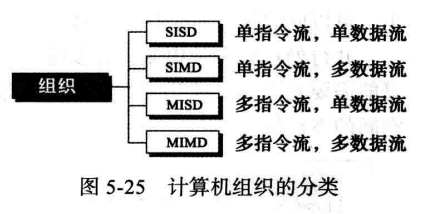 SISD 单指令流，单数据流
SIMD 单指令流，多数据流
组织
MISD 多指令流，单数据流
MIMD 多指令流，多数据流
图 5-25 计算机组织的分类